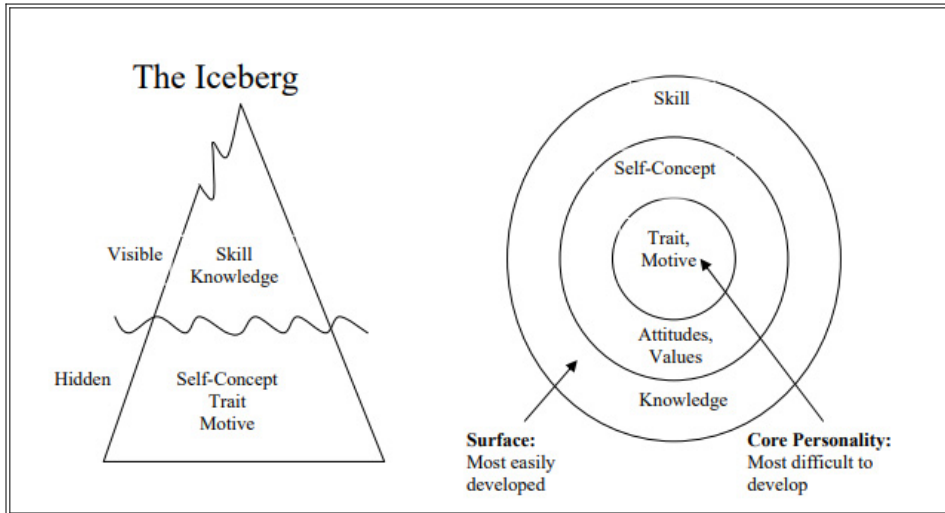 The Iceberg
Visible
Skill
Knowledge
Hidden
Self-Concept
Trait
Motive
Skill
Self-Concept
Trait,
Motive
Attitudes,
Values
Knowledge
Surface:
Most easily
developed
Core Personality:
Most difficult to
develop